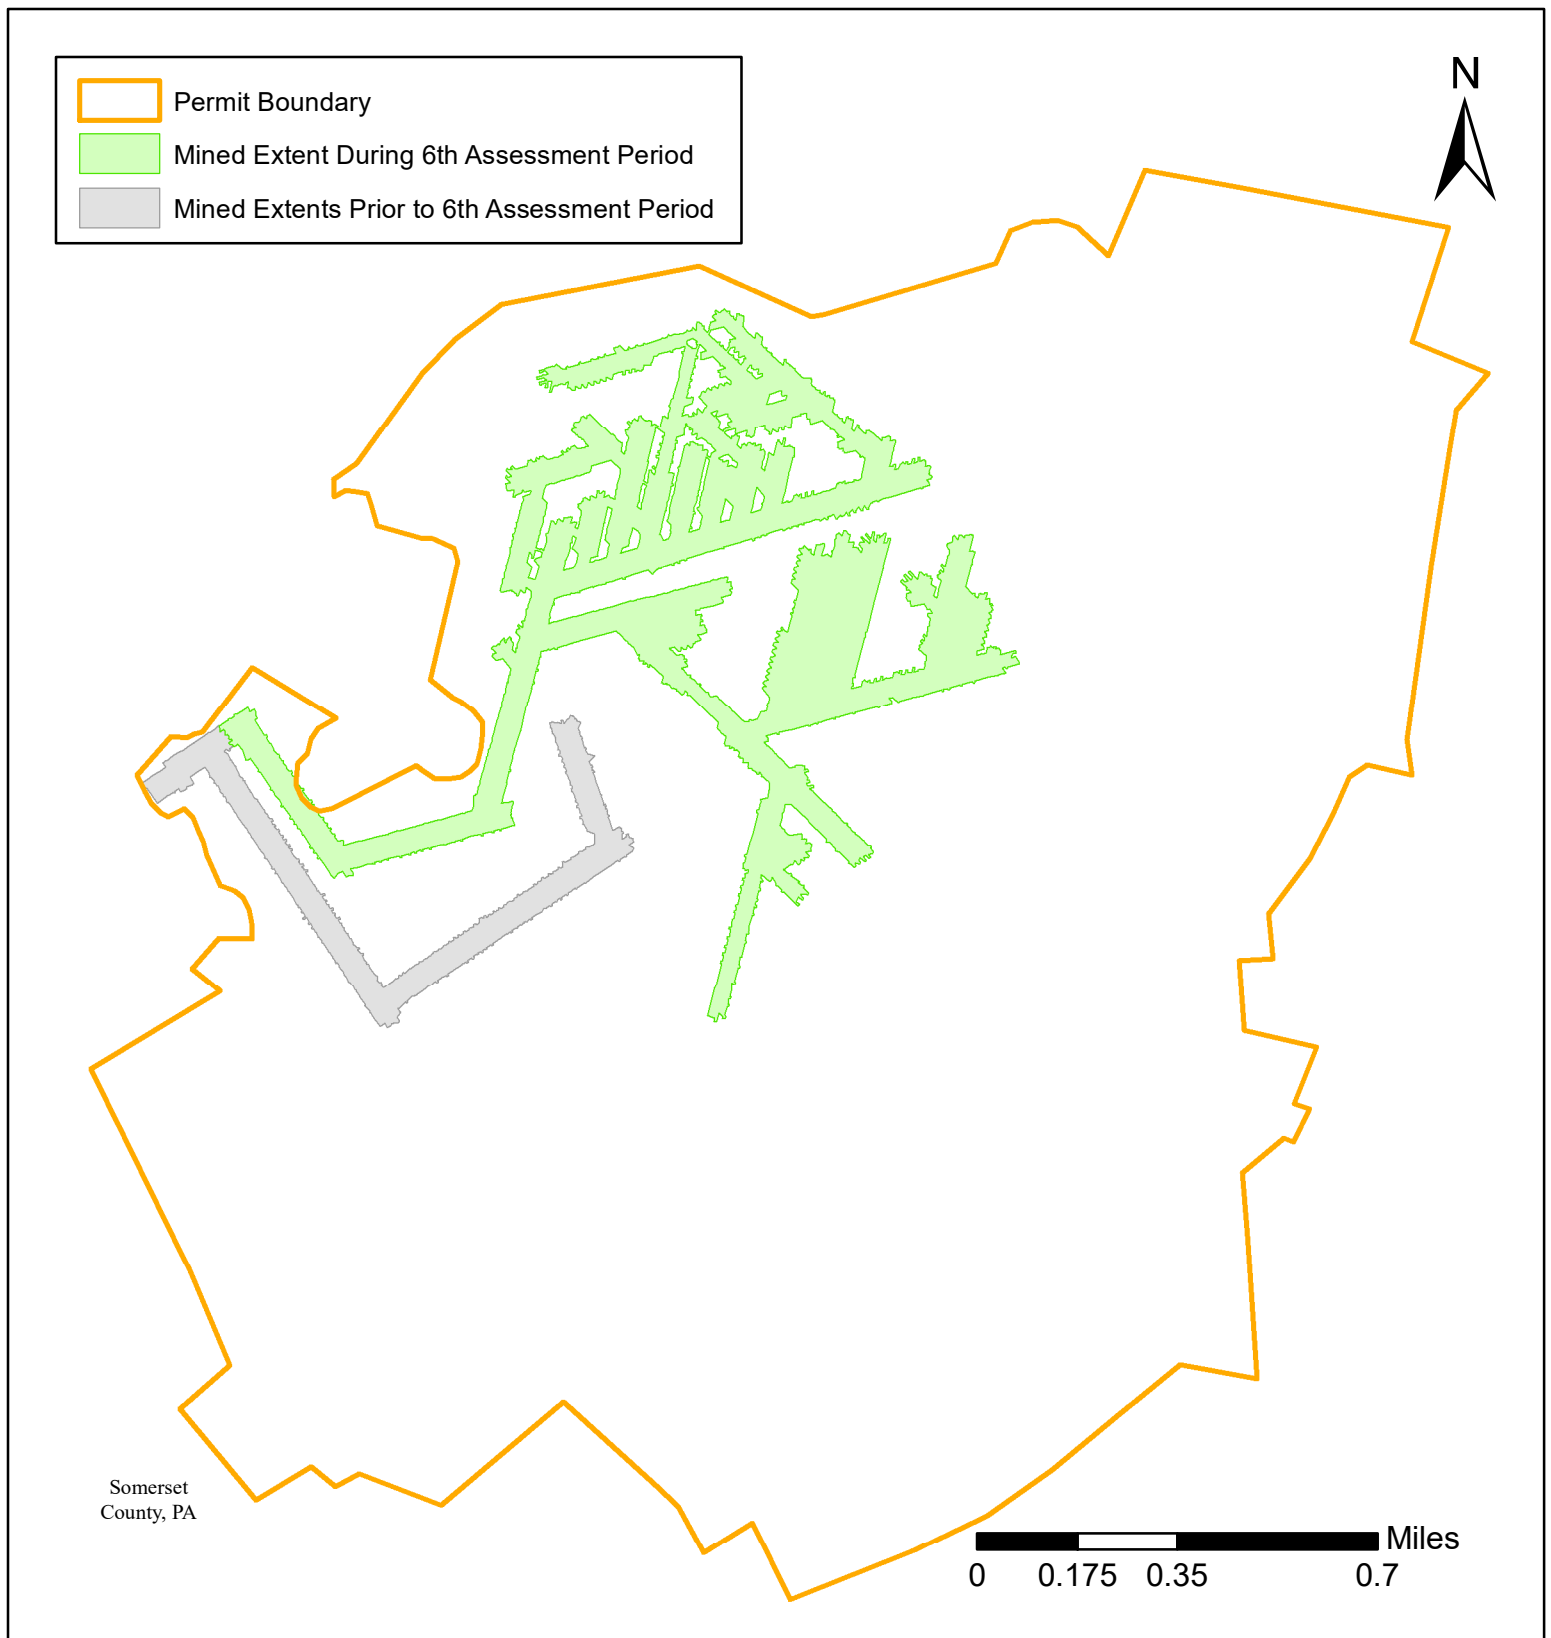 Permit Boundary
Mined Extent During 6th Assessment Period
Mined Extents Prior to 6th Assessment Period
N
Somerset
County, PA
Miles
0 0.175 0.35 0.7